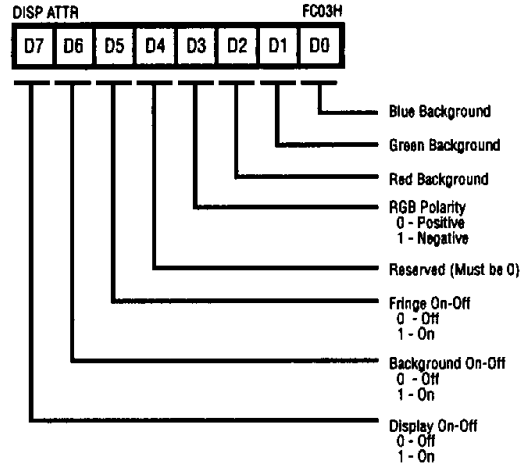 DISP ATTR FC03H
D7 D6 D5 D4 D3 D2 D1 D0
Blue Background
Green Background
Red Background
RGB Polarity
0 - Positive
1 - Negative
Reserved (Must be 0)
Fringe On-Off
0 - Off
1 - On
Background On-Off
0 - Off
1 - On
Display On-Off
0 - Off
1 - On